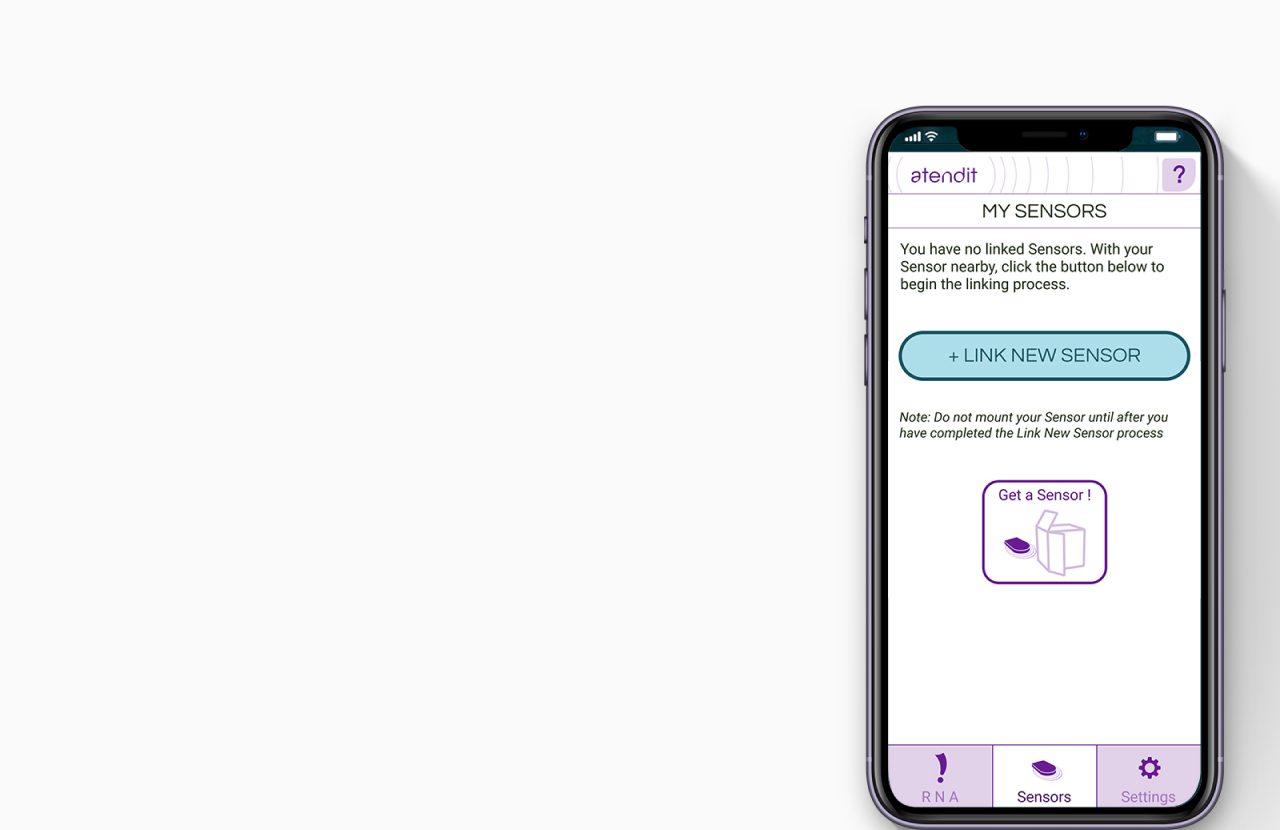 atendit
?
MY SENSORS
You have no linked Sensors. With your
Sensor nearby, click the button below to
begin the linking process.
+ LINK NEW SENSOR
Note: Do not mount your Sensor until after you
have completed the Link New Sensor process
Get a Sensor !
RNA
Sensors
Settings